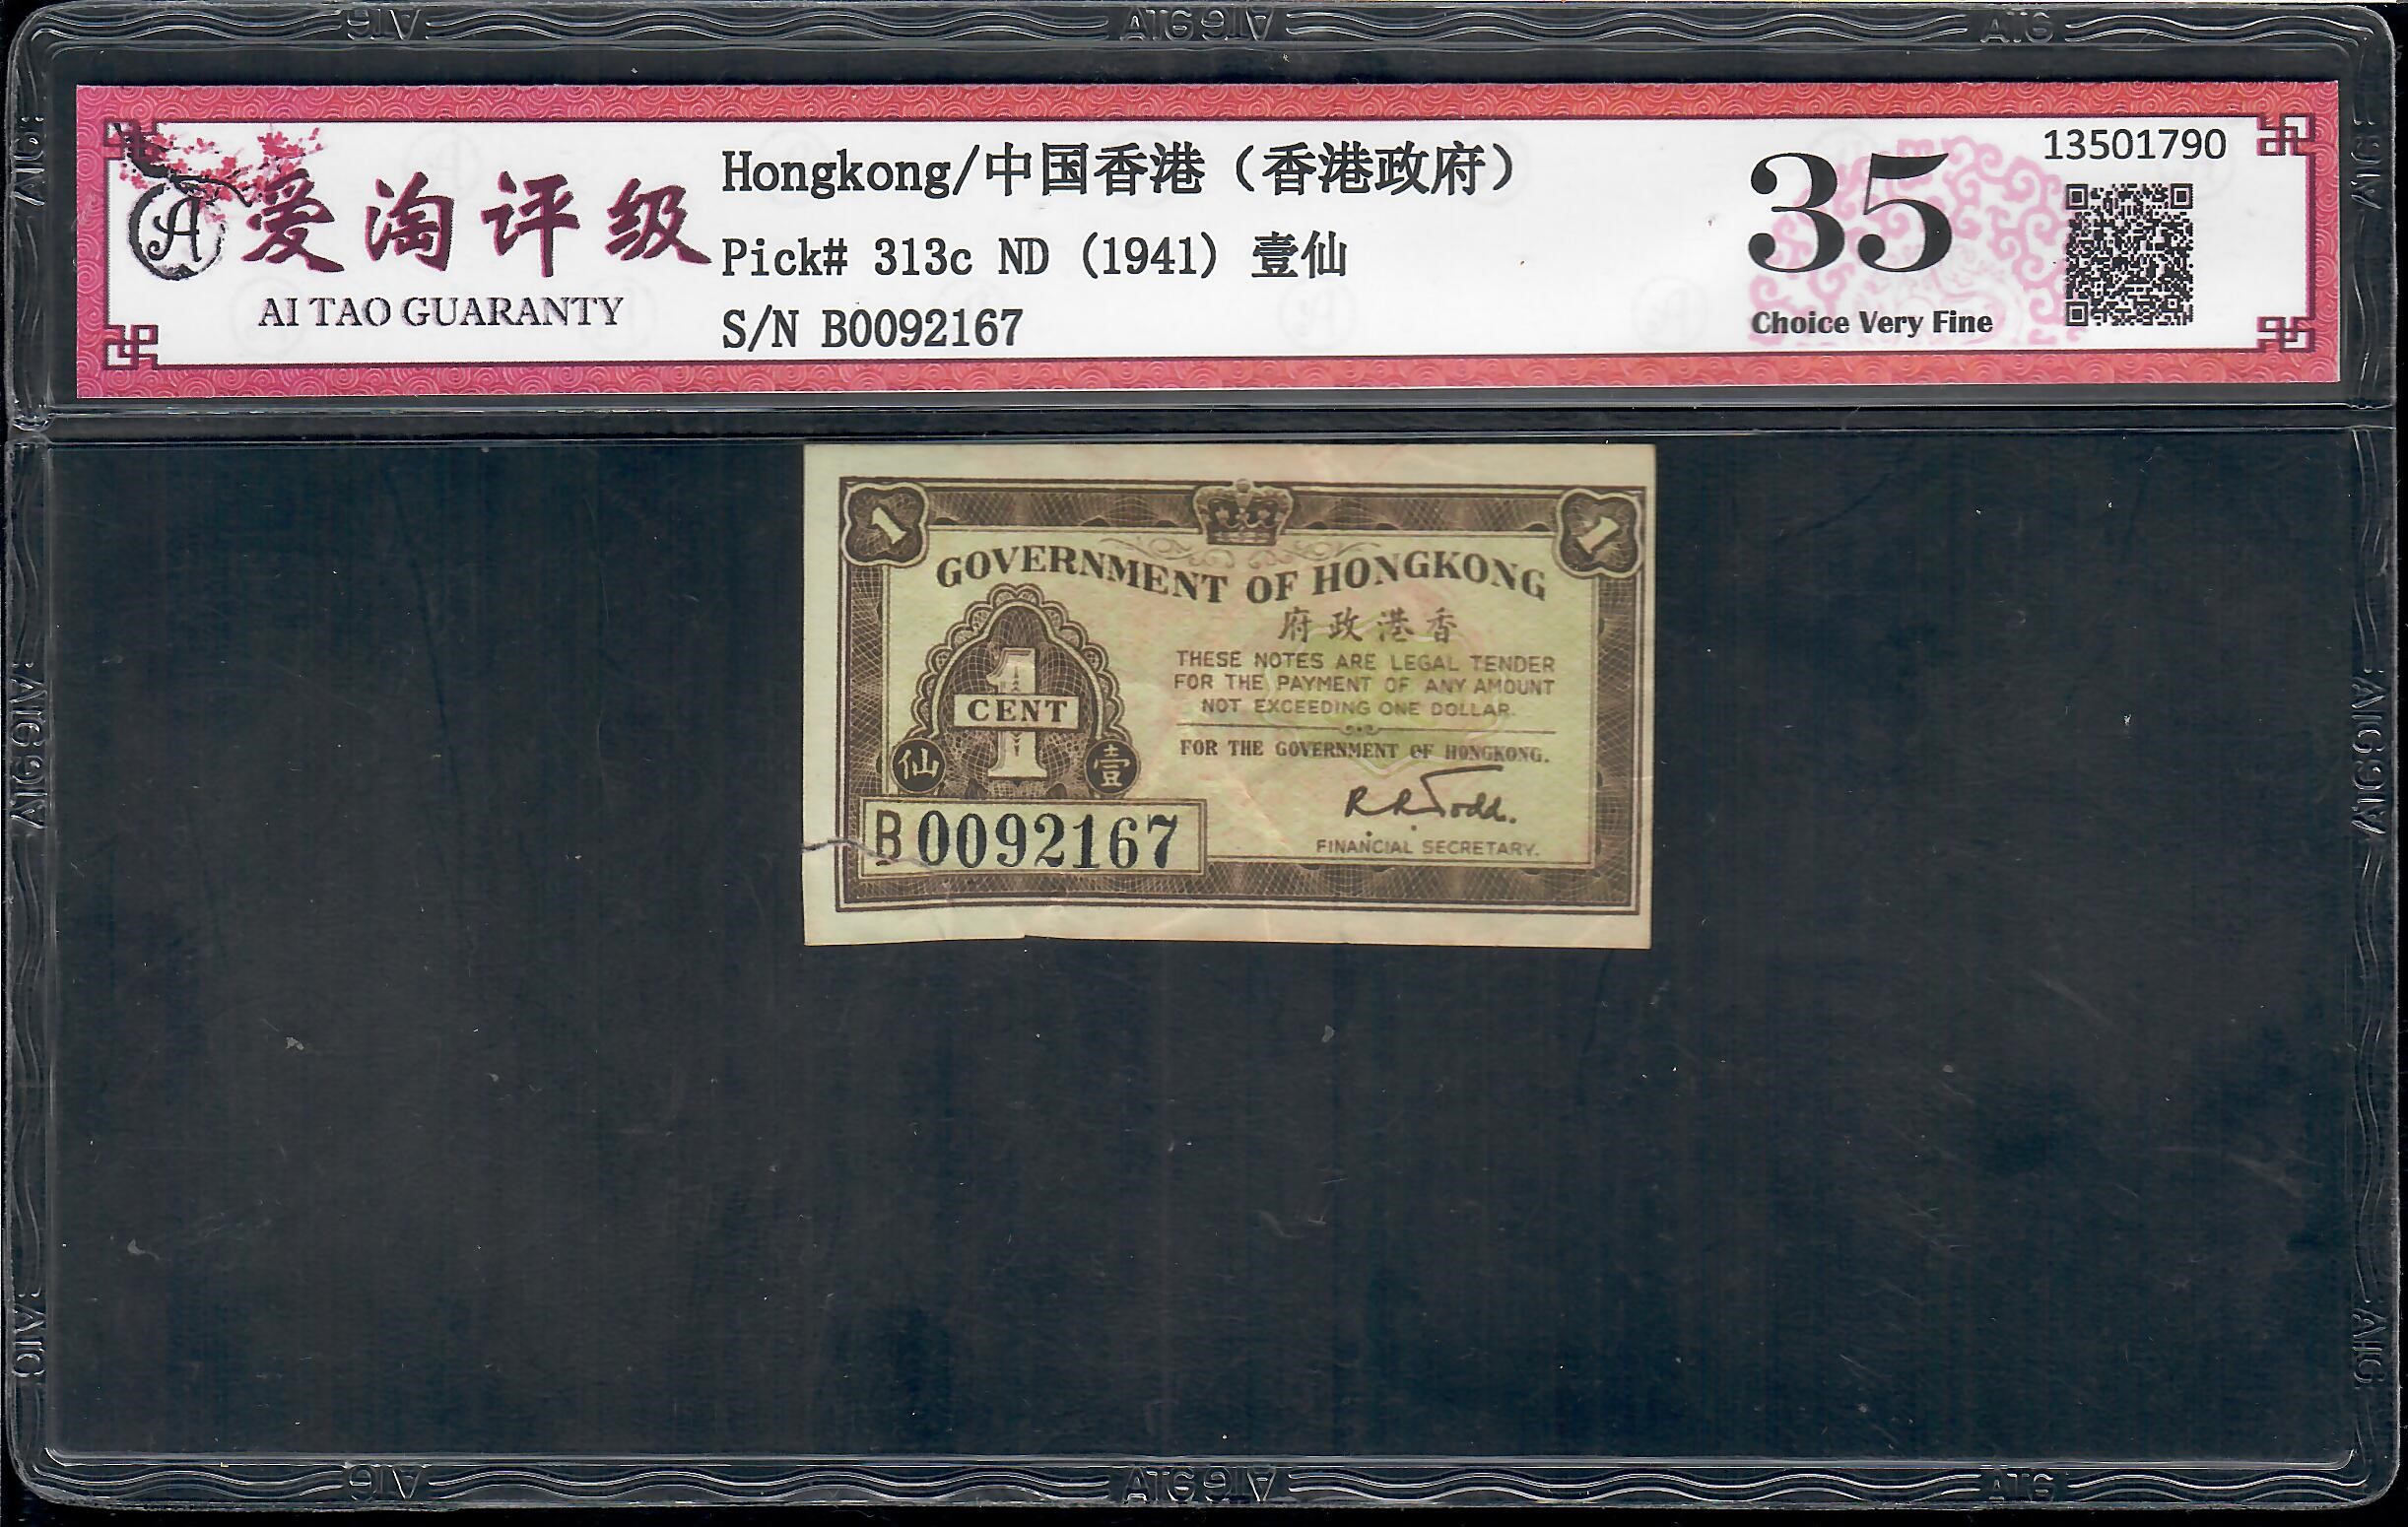 爱淘评级
AI TAO GUARANTY
Hongkong/中国香港（香港政府）
Pick# 313c ND (1941) 壹仙
S/N B0092167
35
Choice Very Fine
13501790
1
1
GOVERNMENT OF HONGKONG
府政港香
THESE NOTES ARE LEGAL TENDER
FOR THE PAYMENT OF ANY AMOUNT
NOT EXCEEDING ONE DOLLAR.
FOR THE GOVERNMENT OF HONGKONG.
R R Todd.
FINANCIAL SECRETARY.
1
CENT
仙 壹
B 0092167